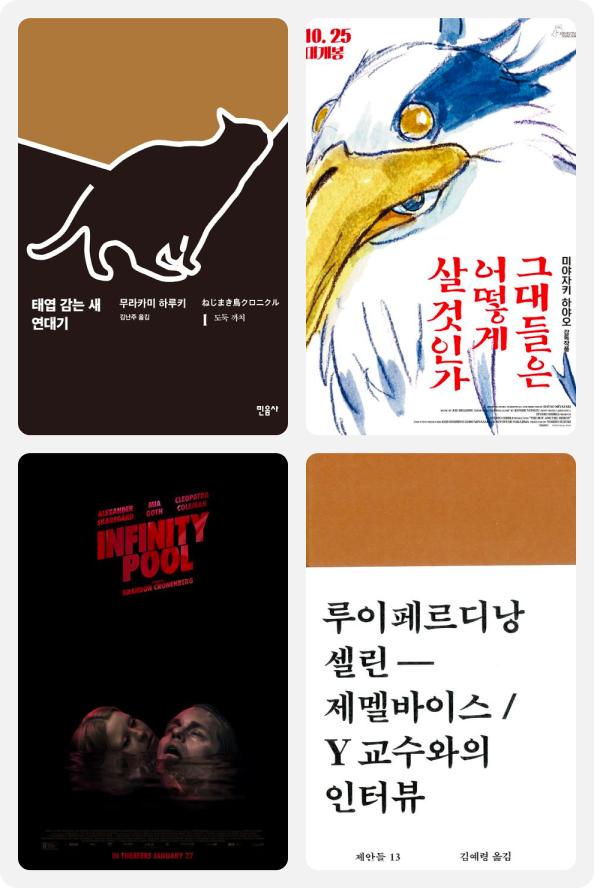 태엽 감는 새
연대기
무라카미 하루키
김난주 옮김
ねじまき鳥クロニクル
1 도둑 까치
민음사
10. 25
대개봉
그대들은
어떻게
살 것인가
미야자키 하야오 감독작품
ALEXANDER
SKARSGÅRD
MIA
GOTH
CLEOPATRA
COLEMAN
INFINITY
POOL
BRANDON CRONENBERG
IN THEATERS JANUARY 27
루이페르디낭
셀린 —
제멜바이스 /
Y 교수와의
인터뷰
제안들 13
김예령 옮김